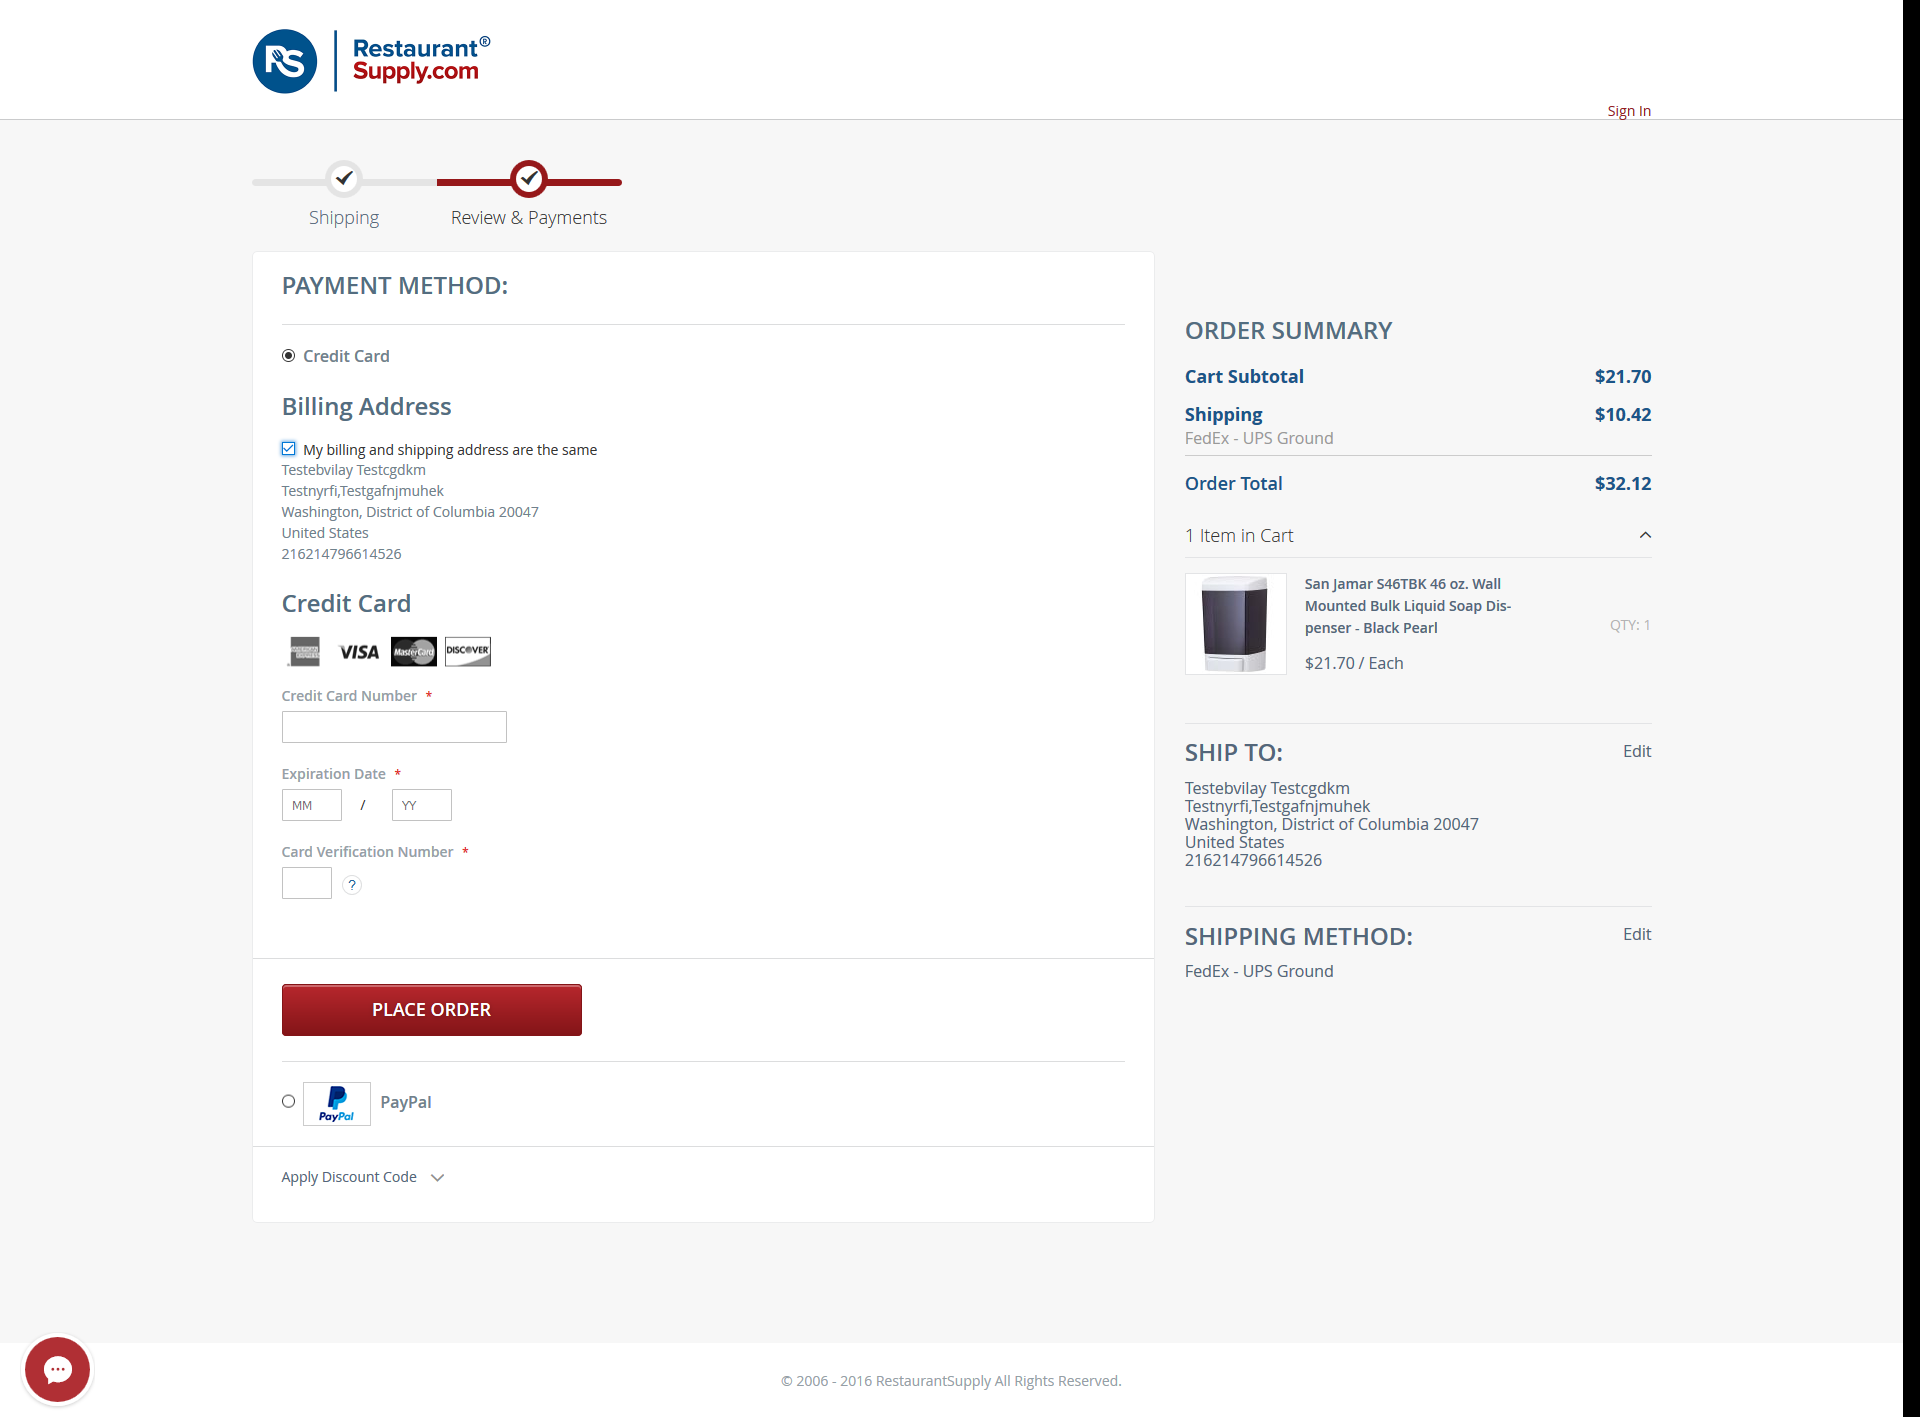 RS Restaurant®
Supply.com
Sign In
Shipping
Review & Payments
PAYMENT METHOD:
Credit Card
Billing Address
My billing and shipping address are the same
Testebvilay Testcgdkm
Testnyrfi,Testgafnjmuhek
Washington, District of Columbia 20047
United States
216214796614526
Credit Card
AMERICAN EXPRESS VISA MasterCard DISCOVER
Credit Card Number *
Expiration Date *
MM / YY
Card Verification Number *
?
PLACE ORDER
PayPal PayPal
Apply Discount Code
ORDER SUMMARY
Cart Subtotal $21.70
Shipping $10.42
FedEx - UPS Ground
Order Total $32.12
1 Item in Cart
San Jamar S46TBK 46 oz. Wall
Mounted Bulk Liquid Soap Dis-
penser - Black Pearl
QTY: 1
$21.70 / Each
SHIP TO: Edit
Testebvilay Testcgdkm
Testnyrfi,Testgafnjmuhek
Washington, District of Columbia 20047
United States
216214796614526
SHIPPING METHOD: Edit
FedEx - UPS Ground
© 2006 - 2016 RestaurantSupply All Rights Reserved.